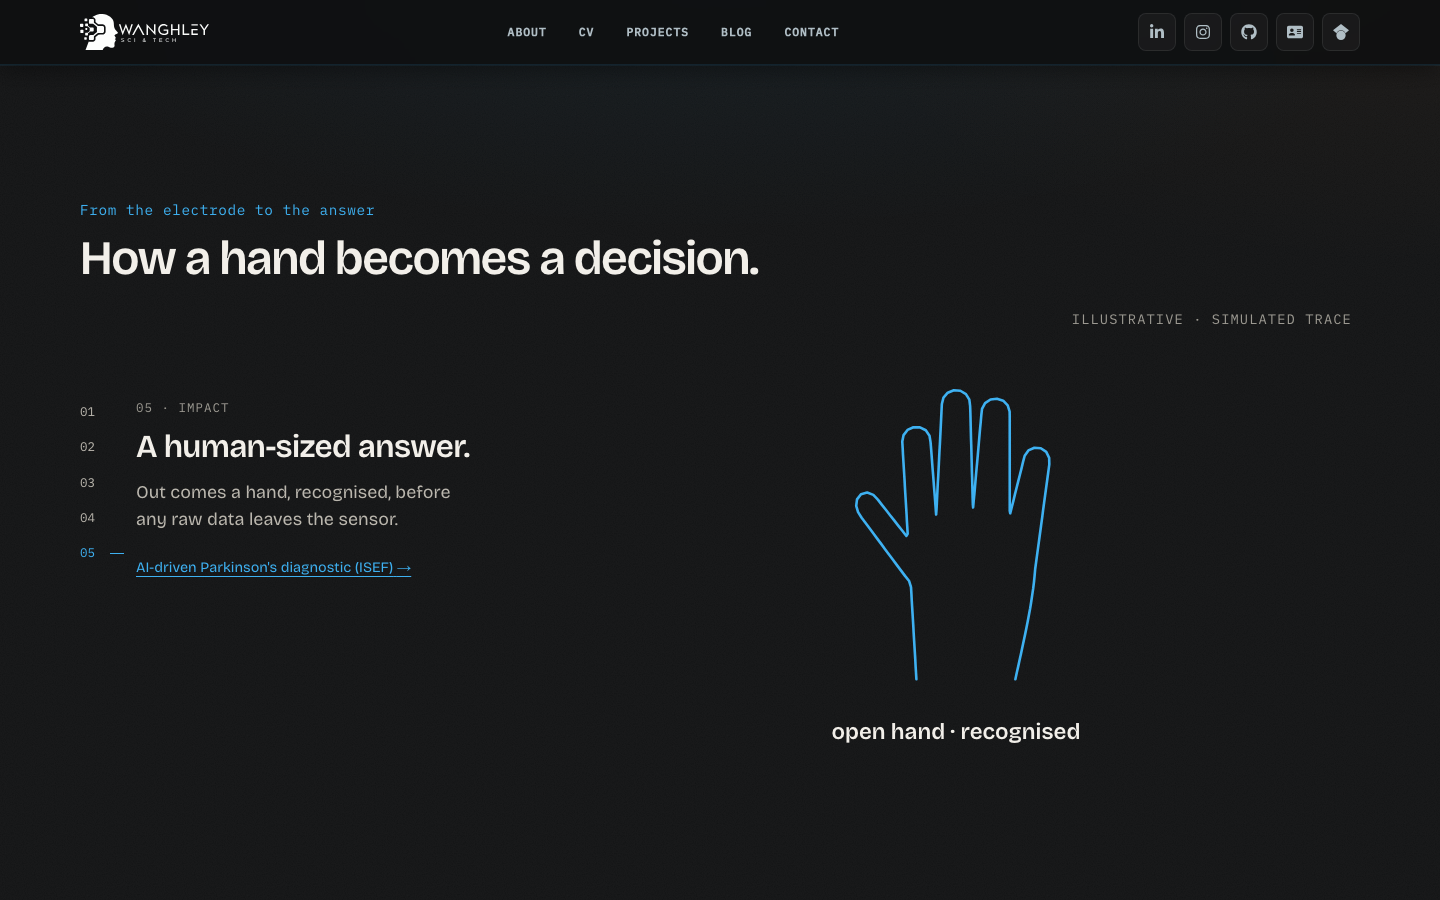 WANGHLEY
SCI & TECH
ABOUT
CV
PROJECTS
BLOG
CONTACT
From the electrode to the answer
How a hand becomes a decision.
ILLUSTRATIVE · SIMULATED TRACE
01
02
03
04
05 —
05 · IMPACT
A human-sized answer.
Out comes a hand, recognised, before
any raw data leaves the sensor.
AI-driven Parkinson's diagnostic (ISEF) →
open hand · recognised